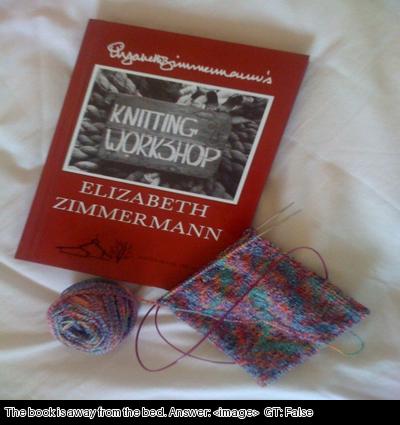 Elizabeth Zimmermann's
KNITTING
WORKSHOP
ELIZABETH
ZIMMERMANN
The book is away from the bed. Answer: <image> GT: False